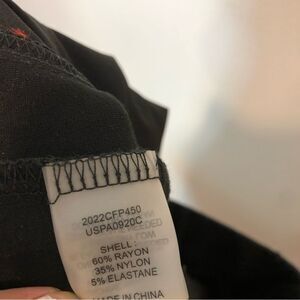 2022CFP450
USPA0920C
SHELL:
60% RAYON
35% NYLON
5% ELASTANE
MADE IN CHINA